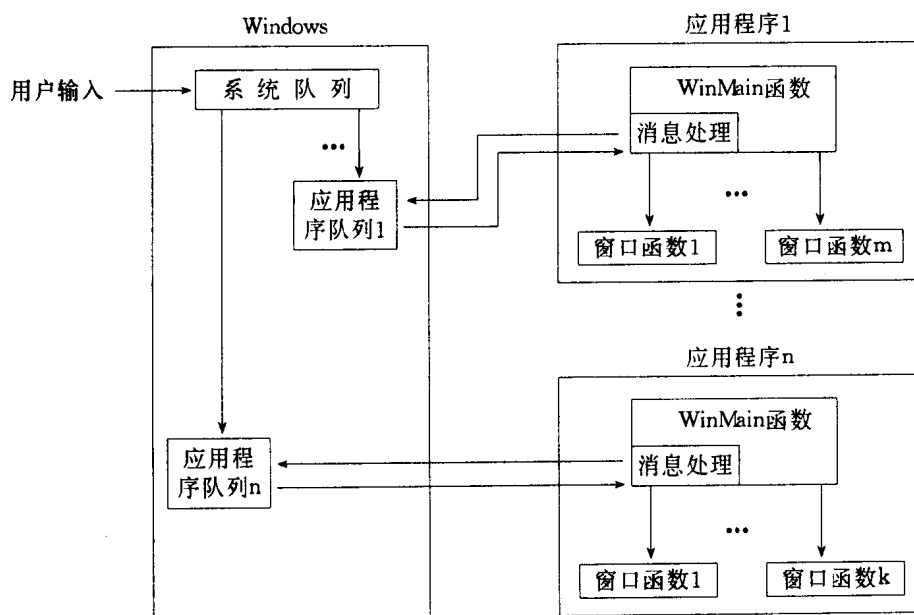 Windows
应用程序1
用户输入
系统队列
WinMain函数
消息处理
•••
应用程
序队列1
•••
窗口函数1
窗口函数m
应用程序n
WinMain函数
消息处理
应用程
序队列n
•••
窗口函数1
窗口函数k